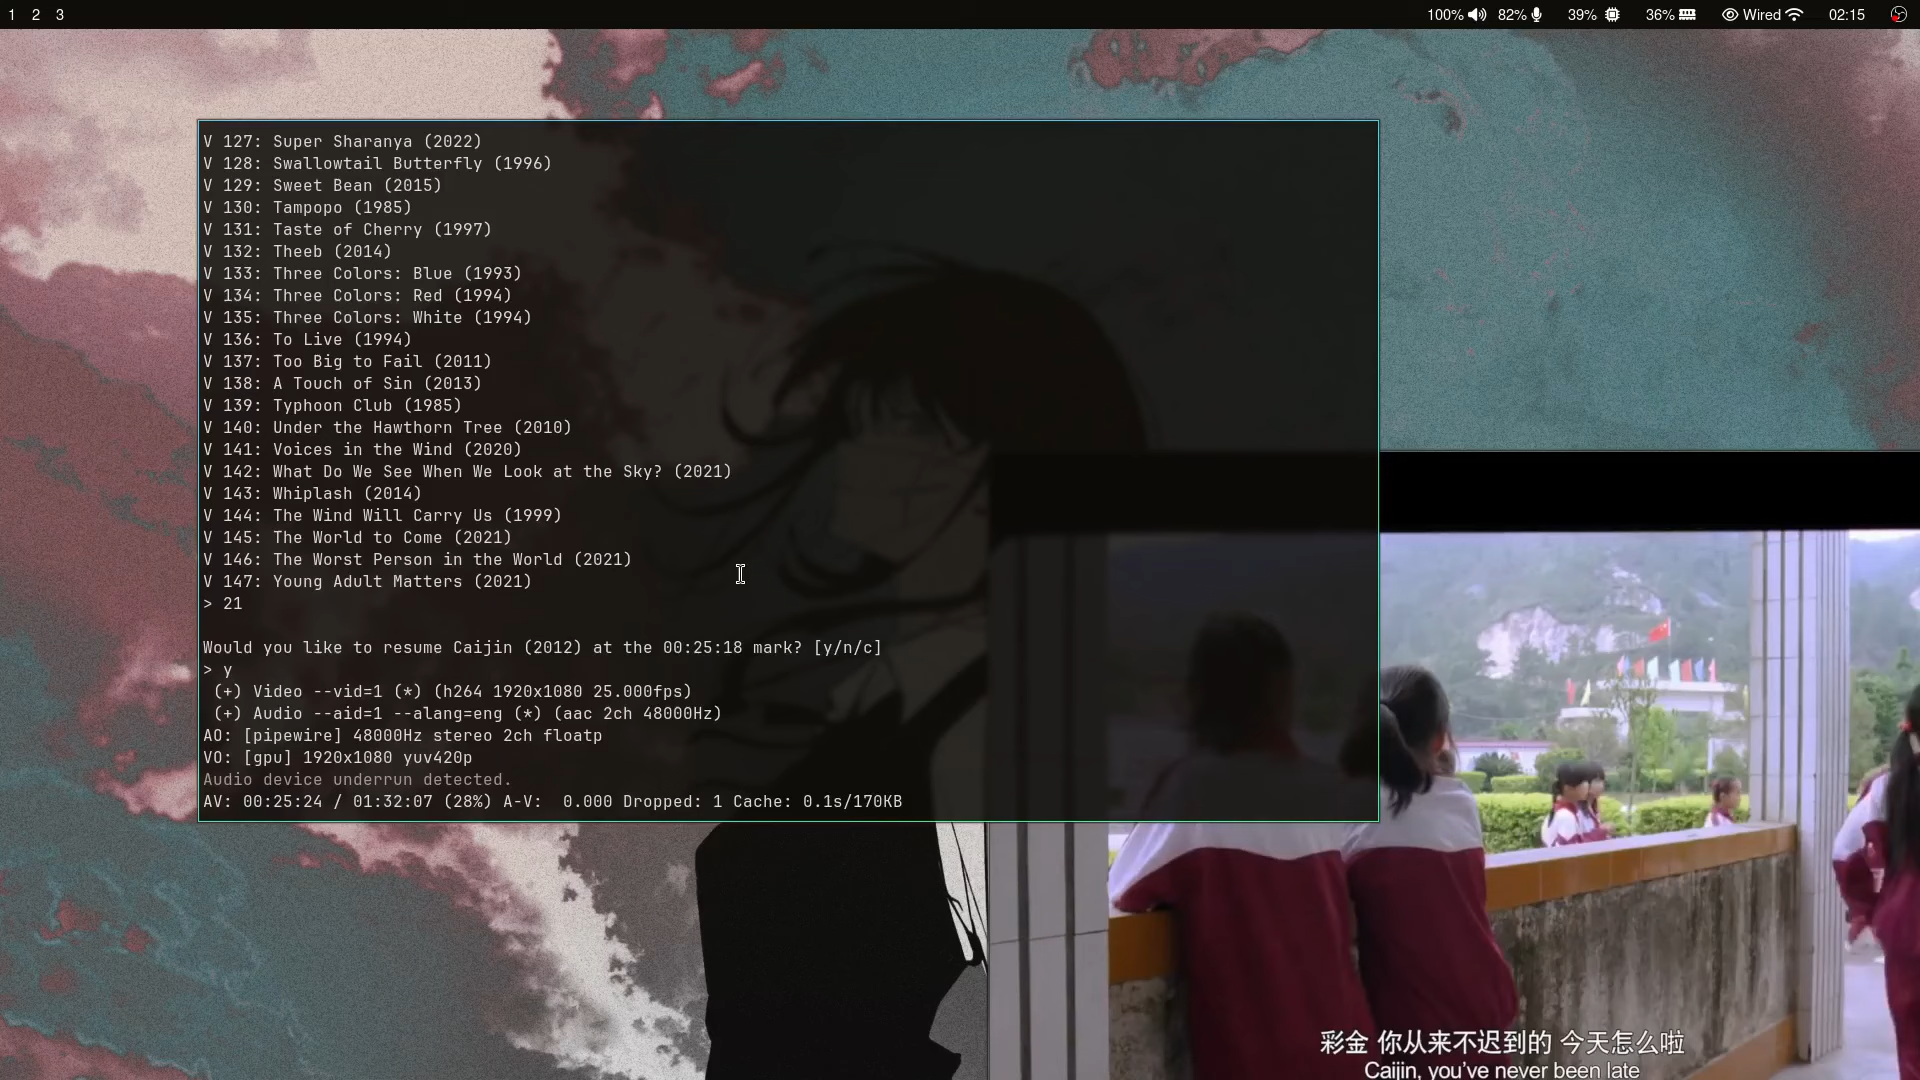 1 2 3 100% 82% 39% 36% Wired 02:15
V 127: Super Sharanya (2022)
V 128: Swallowtail Butterfly (1996)
V 129: Sweet Bean (2015)
V 130: Tampopo (1985)
V 131: Taste of Cherry (1997)
V 132: Theeb (2014)
V 133: Three Colors: Blue (1993)
V 134: Three Colors: Red (1994)
V 135: Three Colors: White (1994)
V 136: To Live (1994)
V 137: Too Big to Fail (2011)
V 138: A Touch of Sin (2013)
V 139: Typhoon Club (1985)
V 140: Under the Hawthorn Tree (2010)
V 141: Voices in the Wind (2020)
V 142: What Do We See When We Look at the Sky? (2021)
V 143: Whiplash (2014)
V 144: The Wind Will Carry Us (1999)
V 145: The World to Come (2021)
V 146: The Worst Person in the World (2021)
V 147: Young Adult Matters (2021)
> 21
Would you like to resume Caijin (2012) at the 00:25:18 mark? [y/n/c]
> y
(+) Video --vid=1 (*) (h264 1920x1080 25.000fps)
(+) Audio --aid=1 --alang=eng (*) (aac 2ch 48000Hz)
AO: [pipewire] 48000Hz stereo 2ch floatp
VO: [gpu] 1920x1080 yuv420p
Audio device underrun detected.
AV: 00:25:24 / 01:32:07 (28%) A-V: 0.000 Dropped: 1 Cache: 0.1s/170KB
彩金 你从来不迟到的 今天怎么啦
Caijin, you've never been late